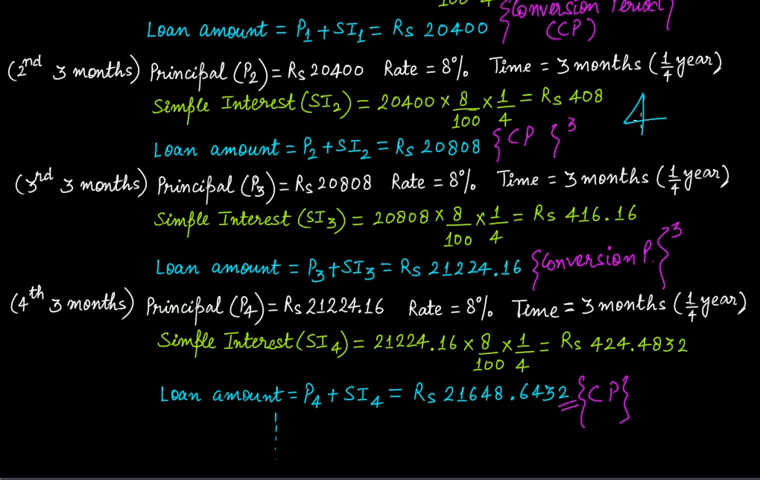 100 4 {Conversion Period
Loan amount = P₁ + SI₁ = Rs 20400 (CP)
(2nd 3 months) Principal (P₂) = Rs 20400 Rate = 8% Time = 3 months (1/4 year)
Simple Interest (SI₂) = 20400 × 8/100 × 1/4 = Rs 408
4
Loan amount = P₂ + SI₂ = Rs 20808 {CP } 3
(3rd 3 months) Principal (P₃) = Rs 20808 Rate = 8% Time = 3 months (1/4 year)
Simple Interest (SI₃) = 20808 × 8/100 × 1/4 = Rs 416.16
Loan amount = P₃ + SI₃ = Rs 21224.16 {Conversion P. } 3
(4th 3 months) Principal (P₄) = Rs 21224.16 Rate = 8% Time = 3 months (1/4 year)
Simple Interest (SI₄) = 21224.16 × 8/100 × 1/4 = Rs 424.4832
Loan amount = P₄ + SI₄ = Rs 21648.6432 {CP}